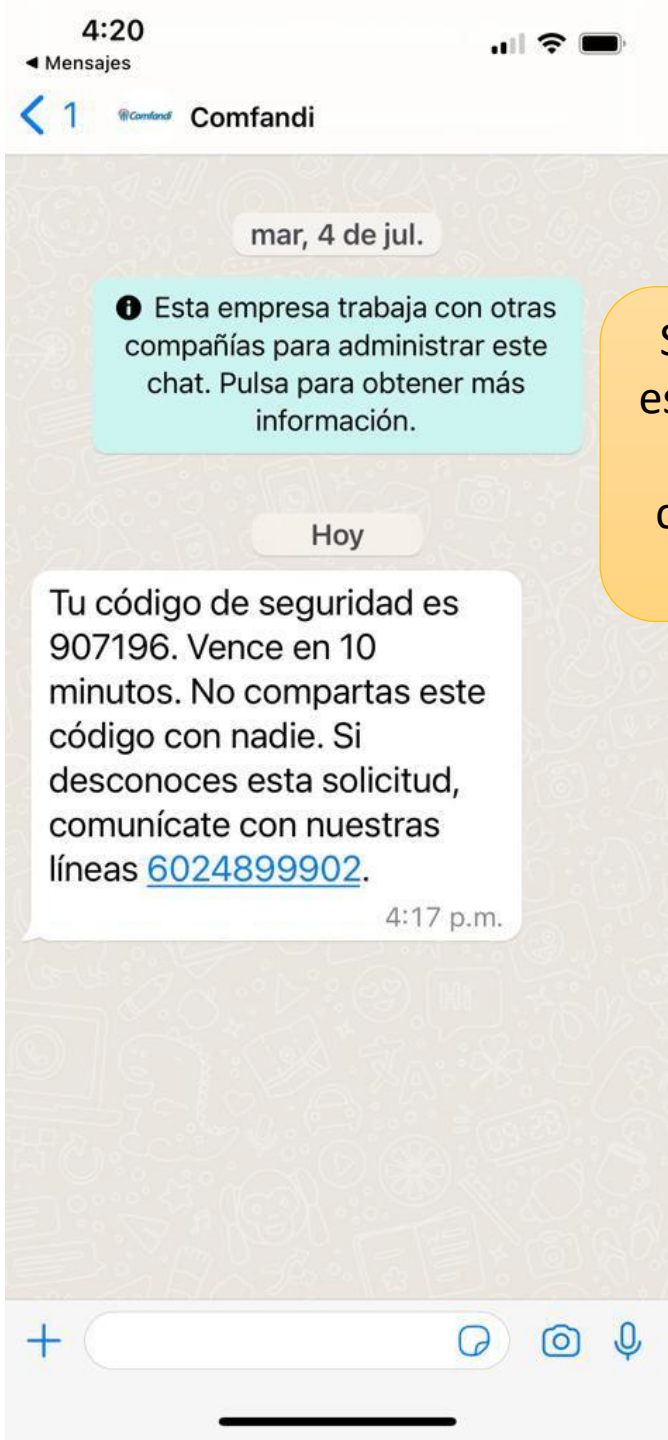 4:20
Mensajes
1 Comfandi Comfandi
mar, 4 de jul.
Esta empresa trabaja con otras
compañías para administrar este
chat. Pulsa para obtener más
información.
Hoy
Tu código de seguridad es
907196. Vence en 10
minutos. No compartas este
código con nadie. Si
desconoces esta solicitud,
comunícate con nuestras
líneas 6024899902.
4:17 p.m.